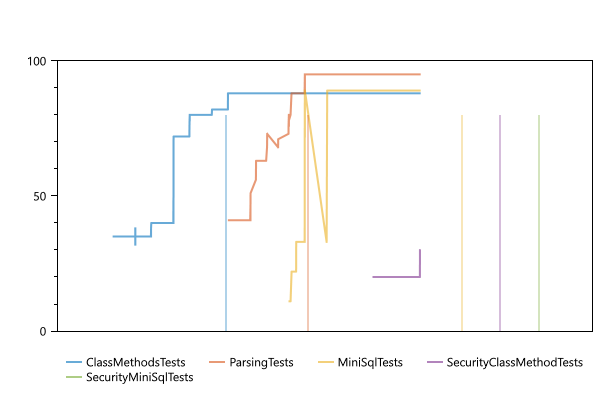 100
50
0
ClassMethodsTests ParsingTests MiniSqlTests SecurityClassMethodTests
SecurityMiniSqlTests